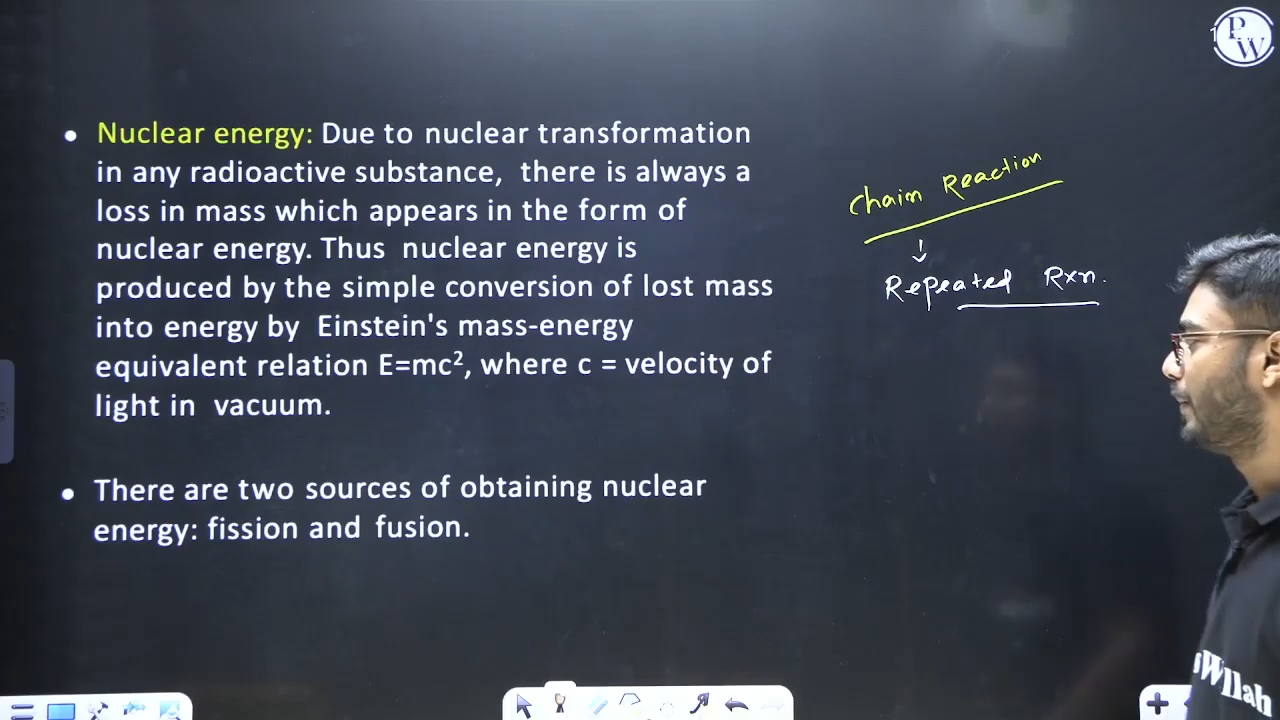 P
W
• Nuclear energy: Due to nuclear transformation
in any radioactive substance, there is always a
loss in mass which appears in the form of
nuclear energy. Thus nuclear energy is
produced by the simple conversion of lost mass
into energy by Einstein's mass-energy
equivalent relation E=mc², where c = velocity of
light in vacuum.
• There are two sources of obtaining nuclear
energy: fission and fusion.
Chain Reaction
↓
Repeated Rxn.
Wallah